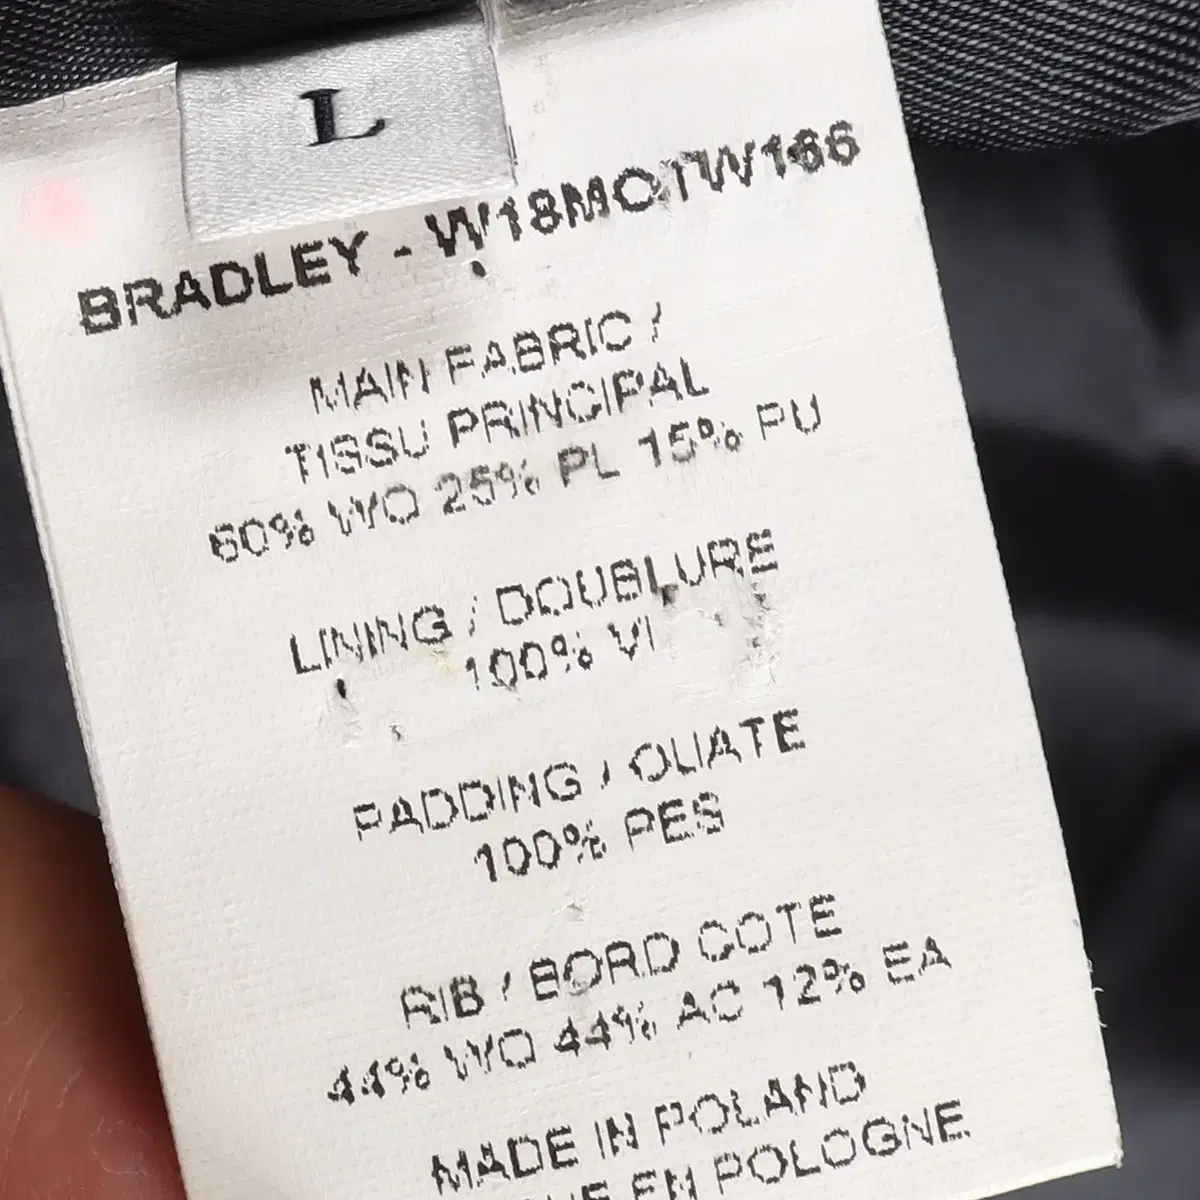 L
BRADLEY - W18MOTW166
MAIN FABRIC /
TISSU PRINCIPAL
60% WO 25% PL 15% PU
LINING / DOUBLURE
100% VI
PADDING / OUATE
100% PES
RIB / BORD COTE
44% WO 44% AC 12% EA
MADE IN POLAND
EN POLOGNE